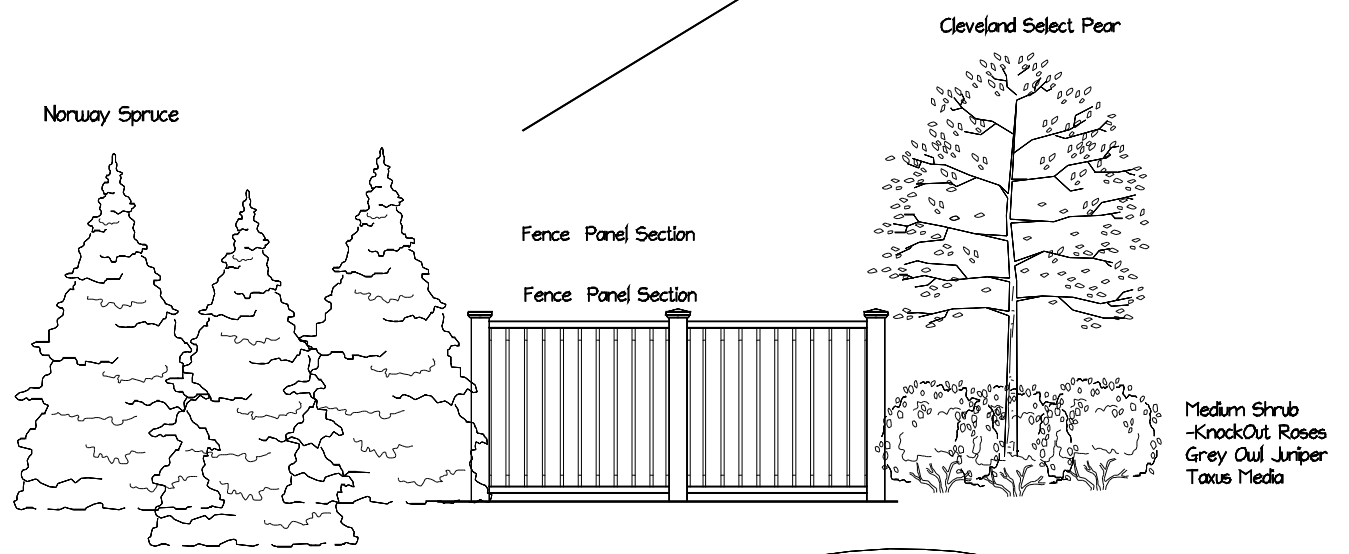 Cleveland Select Pear
Norway Spruce
Fence Panel Section
Fence Panel Section
Medium Shrub
-KnockOut Roses
Grey Owl Juniper
Taxus Media